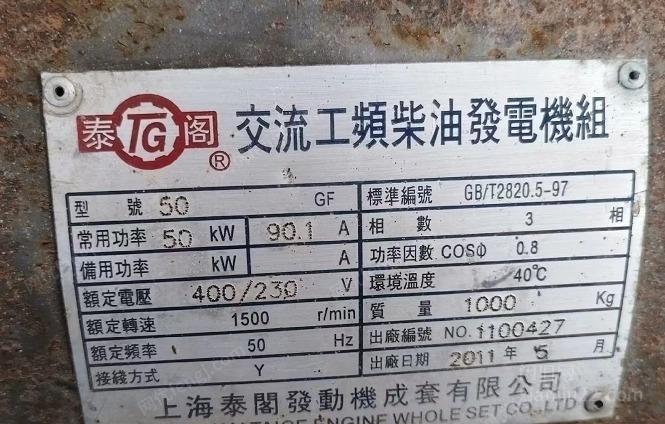 泰 TG 閣 ® 交流工頻柴油發電機組
型 號 50 GF 標準編號 GB/T2820.5-97
常用功率 50 kW 90.1 A 相 數 3 相
備用功率 kW A 功率因數 COSΦ 0.8
額定電壓 400/230 V 環境溫度 40℃
額定轉速 1500 r/min 質 量 1000 Kg
額定頻率 50 Hz 出廠編號 NO. 1100427
接綫方式 Y 出廠日期 2011 年 5 月
上海泰閣發動機成套有限公司
ENGINE WHOLE SET CO.,LTD